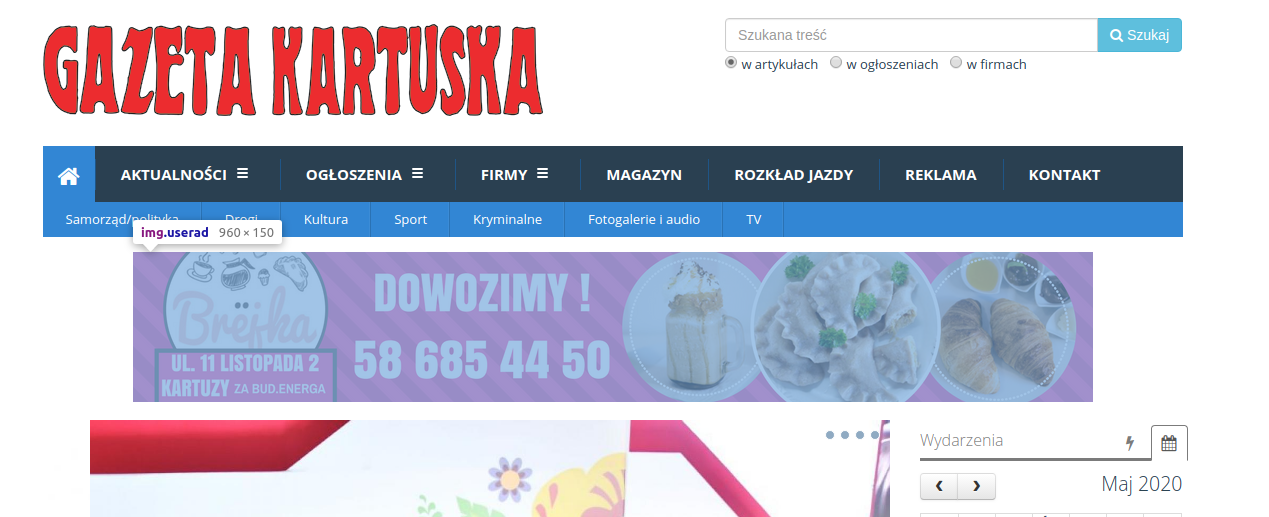 GAZETA KARTUSKA
Szukana treść
Szukaj
w artykułach w ogłoszeniach w firmach
AKTUALNOŚCI OGŁOSZENIA FIRMY MAGAZYN ROZKŁAD JAZDY REKLAMA KONTAKT
Samorząd/polityka Drogi Kultura Sport Kryminalne Fotogalerie i audio TV
img.userad 960 × 150
Brejka
DOWOZIMY !
58 685 44 50
UL. 11 LISTOPADA 2
KARTUZY ZA BUD.ENERGA
Wydarzenia
Maj 2020